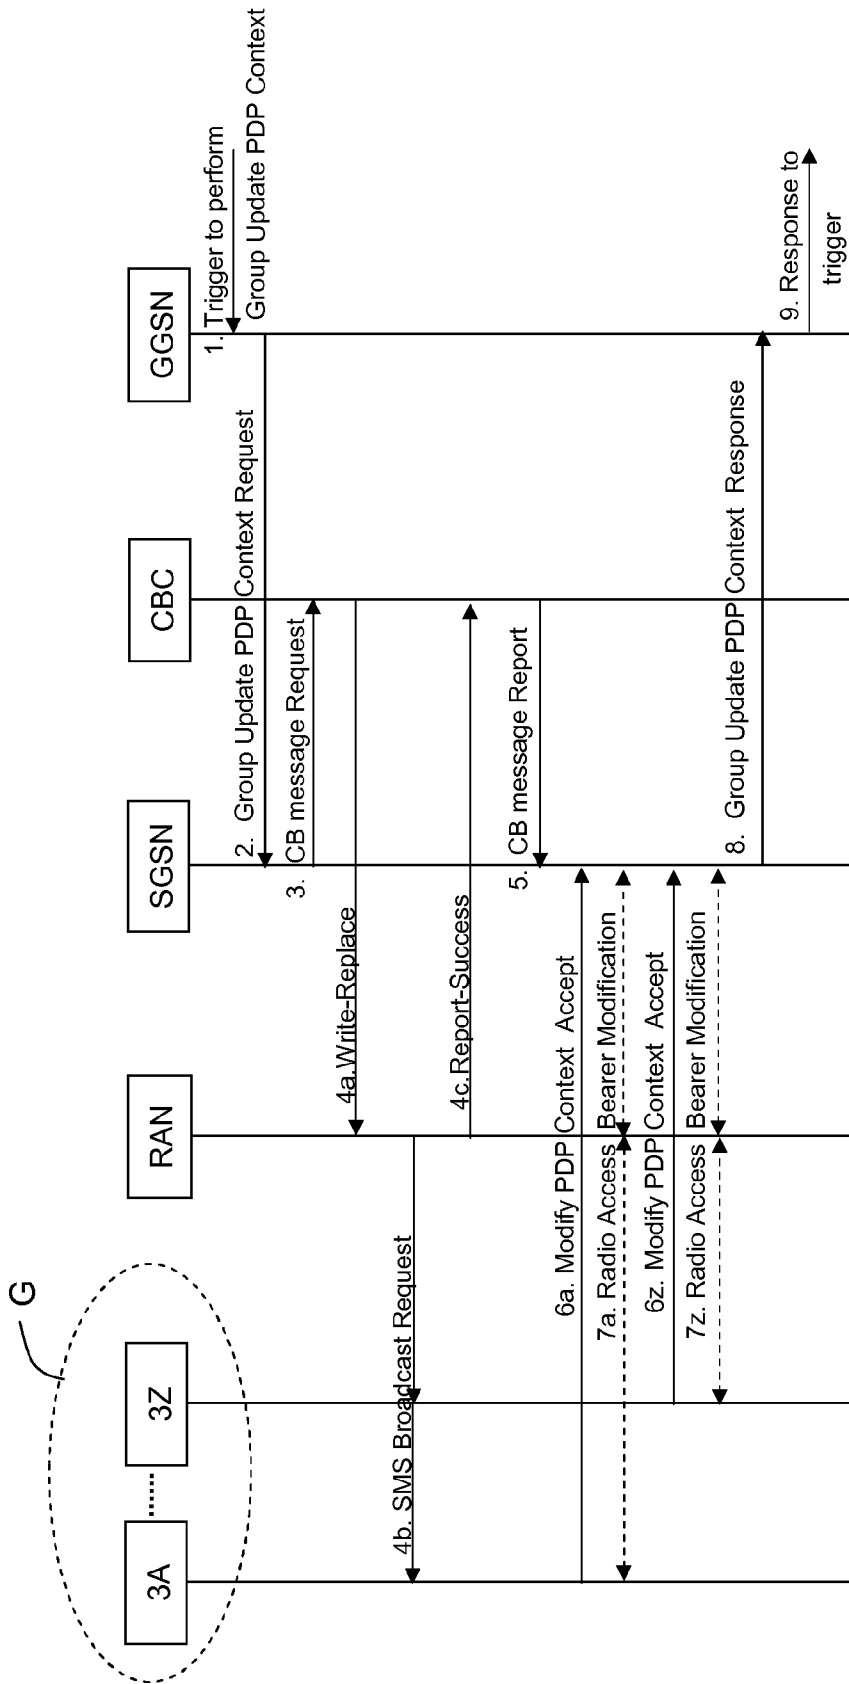 G
3A
3Z
RAN
SGSN
CBC
GGSN
1. Trigger to perform
Group Update PDP Context
2. Group Update PDP Context Request
3. CB message Request
4a.Write-Replace
4b. SMS Broadcast Request
4c.Report-Success
5. CB message Report
6a. Modify PDP Context Accept
7a. Radio Access Bearer Modification
6z. Modify PDP Context Accept
7z. Radio Access Bearer Modification
8. Group Update PDP Context Response
9. Response to
trigger